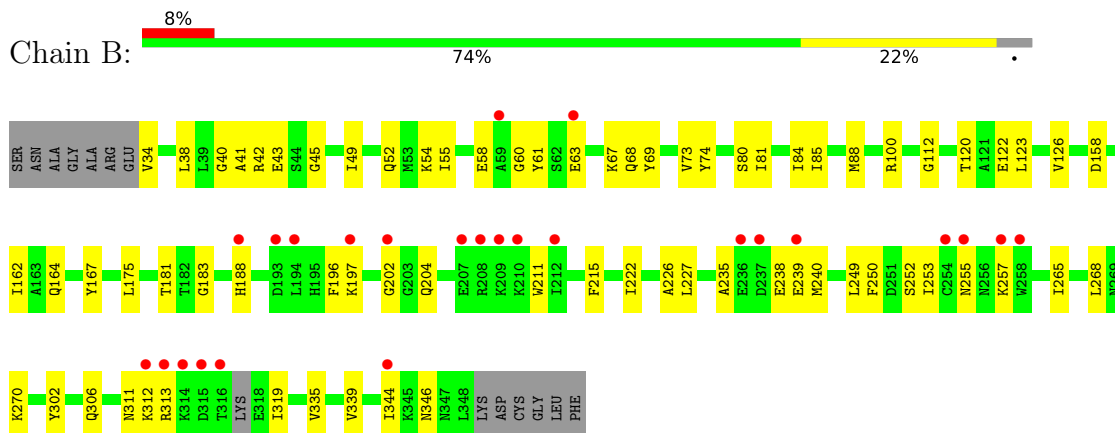 8%
Chain B:
74% 22% •
SER ASN ALA GLY ALA ARG GLU V34 L38 L39 G40 A41 R42 E43 S44 G45 I49 Q52 M53 K54 I55 E58 A59 G60 Y61 S62 E63 K67 Q68 Y69 V73 Y74 S80 I81 I84 I85 M88 R100 G112 T120 A121 E122 L123 V126 D158
I162 A163 Q164 Y167 L175 T181 T182 G183 H188 D193 L194 H195 F196 K197 G202 G203 Q204 E207 R208 K209 K210 W211 I212 F215 I222 A226 L227 A235 E236 D237 E238 E239 M240 L249 F250 D251 S252 I253 C254 N255 N256 K257 W258 I265 L268 N269
K270 Y302 Q306 N311 K312 R313 K314 D315 T316 LYS E318 I319 V335 V339 I344 K345 N346 N347 L348 LYS ASP CYS GLY LEU PHE